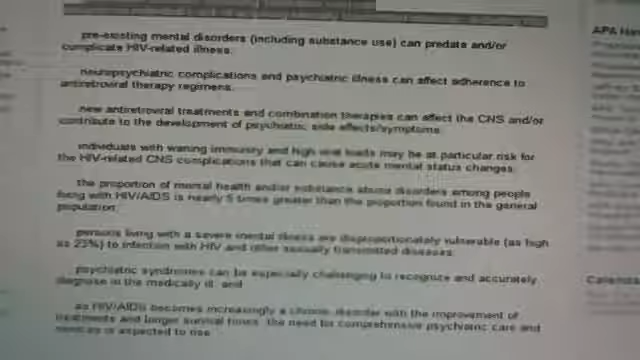 pre-existing mental disorders (including substance use) can predate and/or
complicate HIV-related illness;
neuropsychiatric complications and psychiatric illness can affect adherence to
antiretroviral therapy regimens;
new antiretroviral treatments and combination therapies can affect the CNS and/or
contribute to the development of psychiatric side effects/symptoms;
individuals with waning immunity and high viral loads may be at particular risk for
the HIV-related CNS complications that can cause acute mental status changes;
the proportion of mental health and/or substance abuse disorders among people
living with HIV/AIDS is nearly 5 times greater than the proportion found in the general
population;
persons living with a severe mental illness are disproportionately vulnerable (as high
as 23%) to infection with HIV and other sexually transmitted diseases;
psychiatric syndromes can be especially challenging to recognize and accurately
diagnose in the medically ill; and
as HIV/AIDS becomes increasingly a chronic disorder with the improvement of
treatments and longer survival times, the need for comprehensive psychiatric care and
services is expected to rise.
APA
Calendar